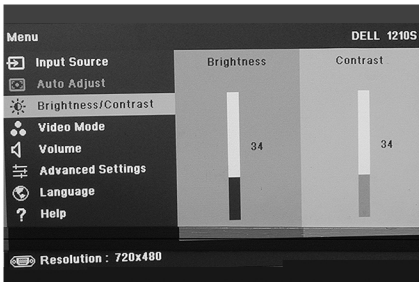 Menu
DELL 1210S
Input Source
Auto Adjust
Brightness/Contrast
Video Mode
Volume
Advanced Settings
Language
Help
Brightness
Contrast
34
34
Resolution : 720x480